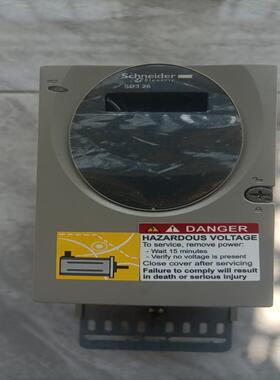 Schneider
Electric
SD3 26
DANGER
HAZARDOUS VOLTAGE
To service, remove power:
- Wait 15 minutes
- Verify no voltage is present
Close cover after servicing
Failure to comply will result
in death or serious injury